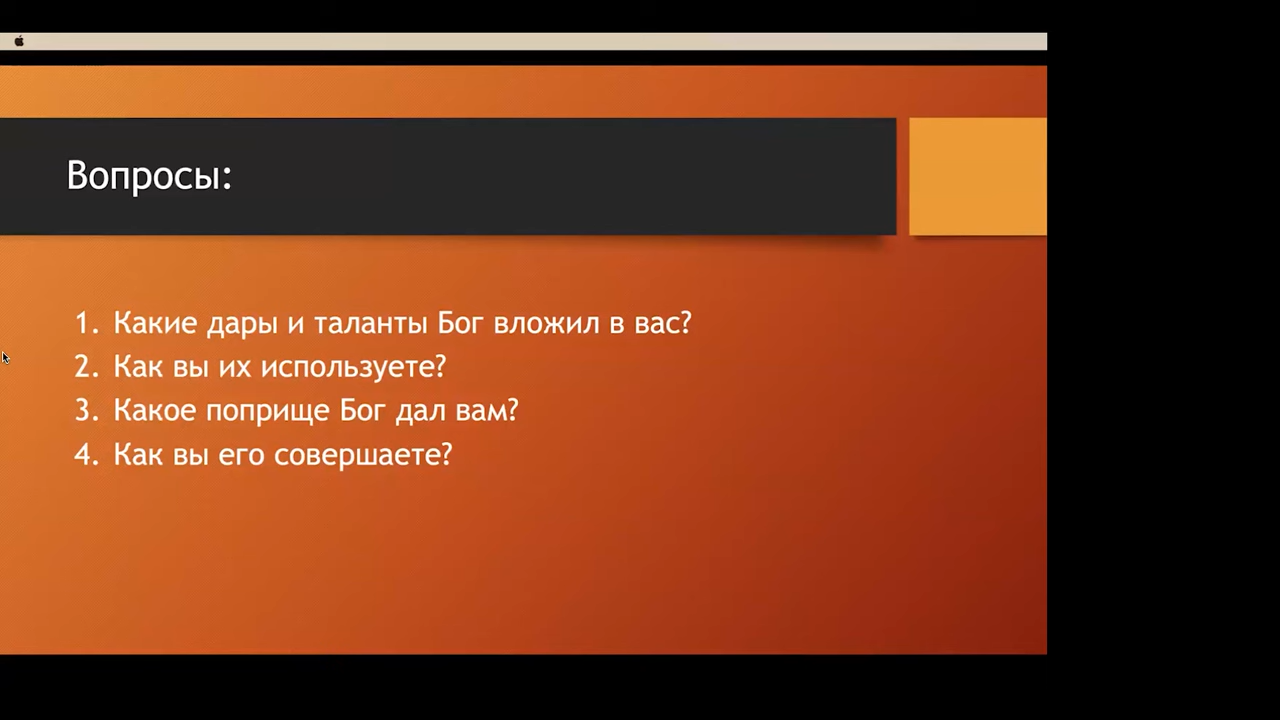 Вопросы:
1. Какие дары и таланты Бог вложил в вас?
2. Как вы их используете?
3. Какое поприще Бог дал вам?
4. Как вы его совершаете?